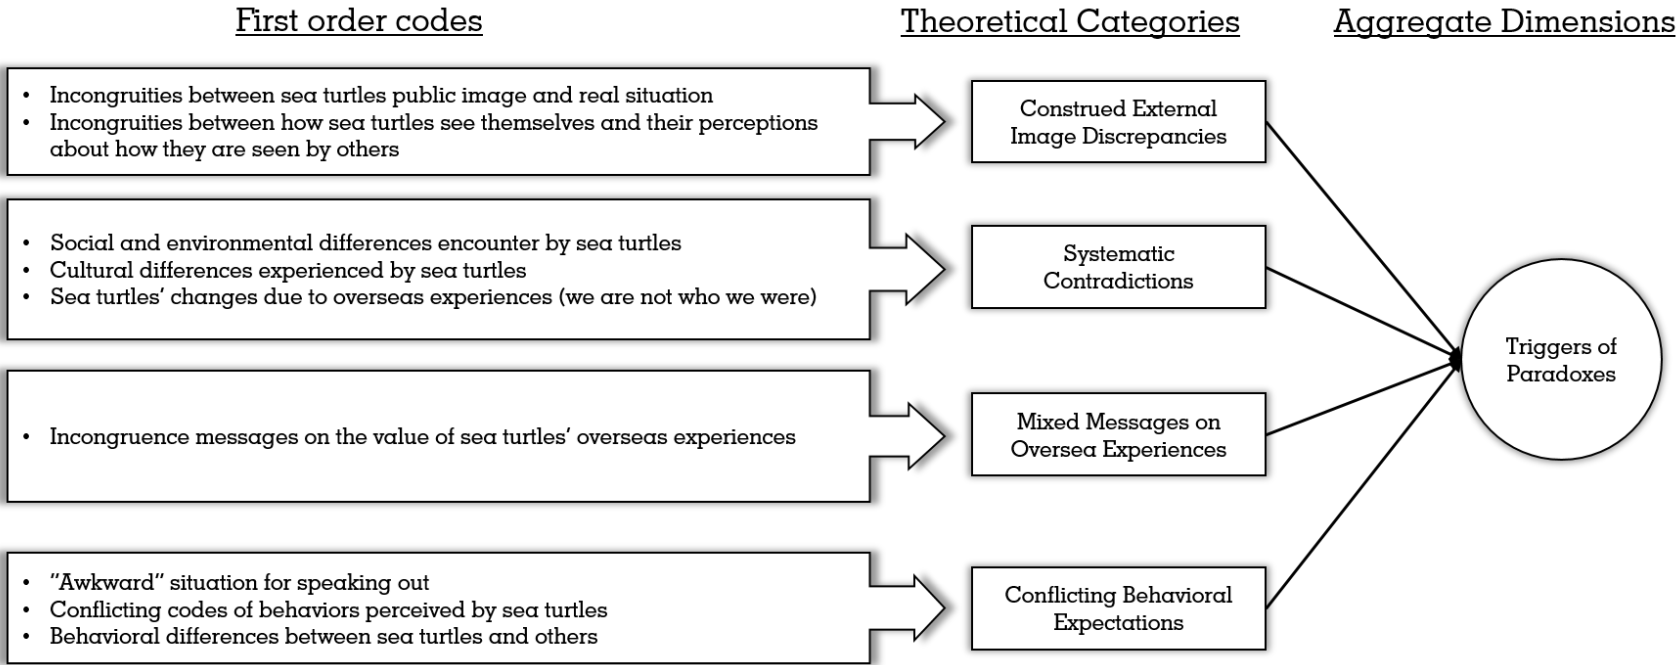 First order codes
Theoretical Categories
Aggregate Dimensions
• Incongruities between sea turtles public image and real situation
• Incongruities between how sea turtles see themselves and their perceptions
about how they are seen by others
Construed External
Image Discrepancies
• Social and environmental differences encounter by sea turtles
• Cultural differences experienced by sea turtles
• Sea turtles’ changes due to overseas experiences (we are not who we were)
Systematic
Contradictions
• Incongruence messages on the value of sea turtles’ overseas experiences
Mixed Messages on
Oversea Experiences
• “Awkward“ situation for speaking out
• Conflicting codes of behaviors perceived by sea turtles
• Behavioral differences between sea turtles and others
Conflicting Behavioral
Expectations
Triggers of
Paradoxes